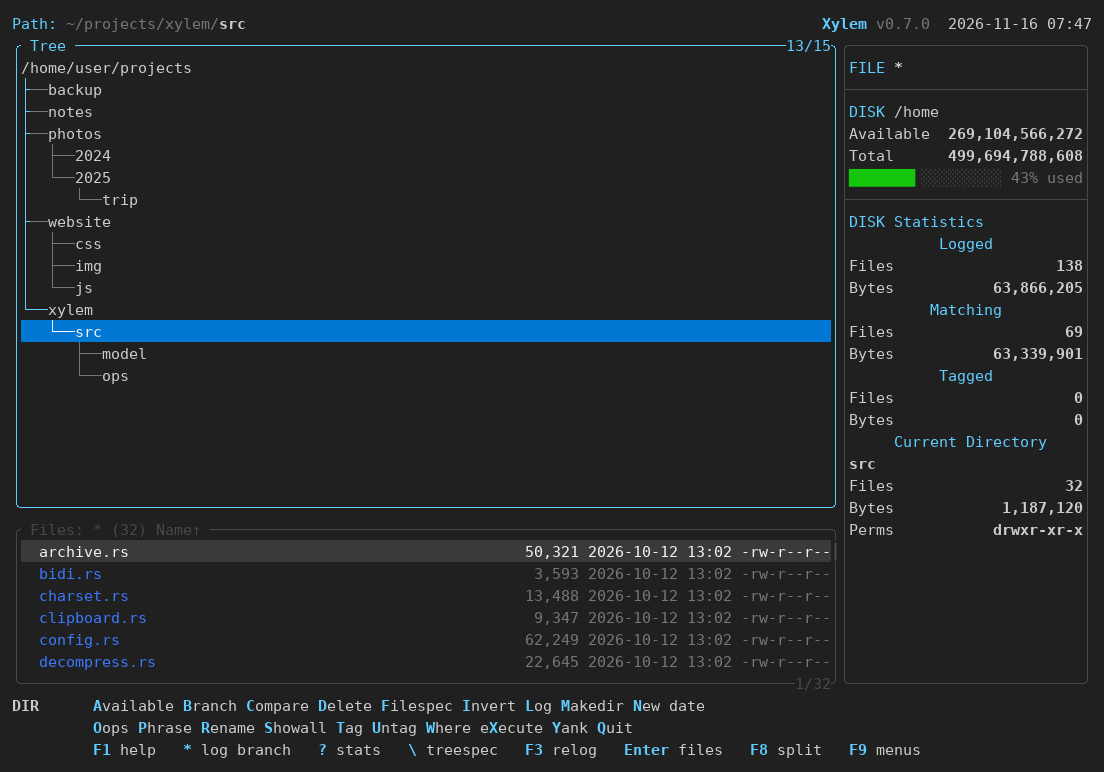 Path: ~/projects/xylem/src Xylem v0.7.0 2026-11-16 07:47
Tree 13/15
/home/user/projects
backup
notes
photos
2024
2025
trip
website
css
img
js
xylem
src
model
ops
Files: * (32) Name↑
archive.rs 50,321 2026-10-12 13:02 -rw-r--r--
bidi.rs 3,593 2026-10-12 13:02 -rw-r--r--
charset.rs 13,488 2026-10-12 13:02 -rw-r--r--
clipboard.rs 9,347 2026-10-12 13:02 -rw-r--r--
config.rs 62,249 2026-10-12 13:02 -rw-r--r--
decompress.rs 22,645 2026-10-12 13:02 -rw-r--r--
1/32
FILE *
DISK /home
Available 269,104,566,272
Total 499,694,788,608
43% used
DISK Statistics
Logged
Files 138
Bytes 63,866,205
Matching
Files 69
Bytes 63,339,901
Tagged
Files 0
Bytes 0
Current Directory
src
Files 32
Bytes 1,187,120
Perms drwxr-xr-x
DIR Available Branch Compare Delete Filespec Invert Log Makedir New date
Oops Phrase Rename Showall Tag Untag Where eXecute Yank Quit
F1 help * log branch ? stats \ treespec F3 relog Enter files F8 split F9 menus